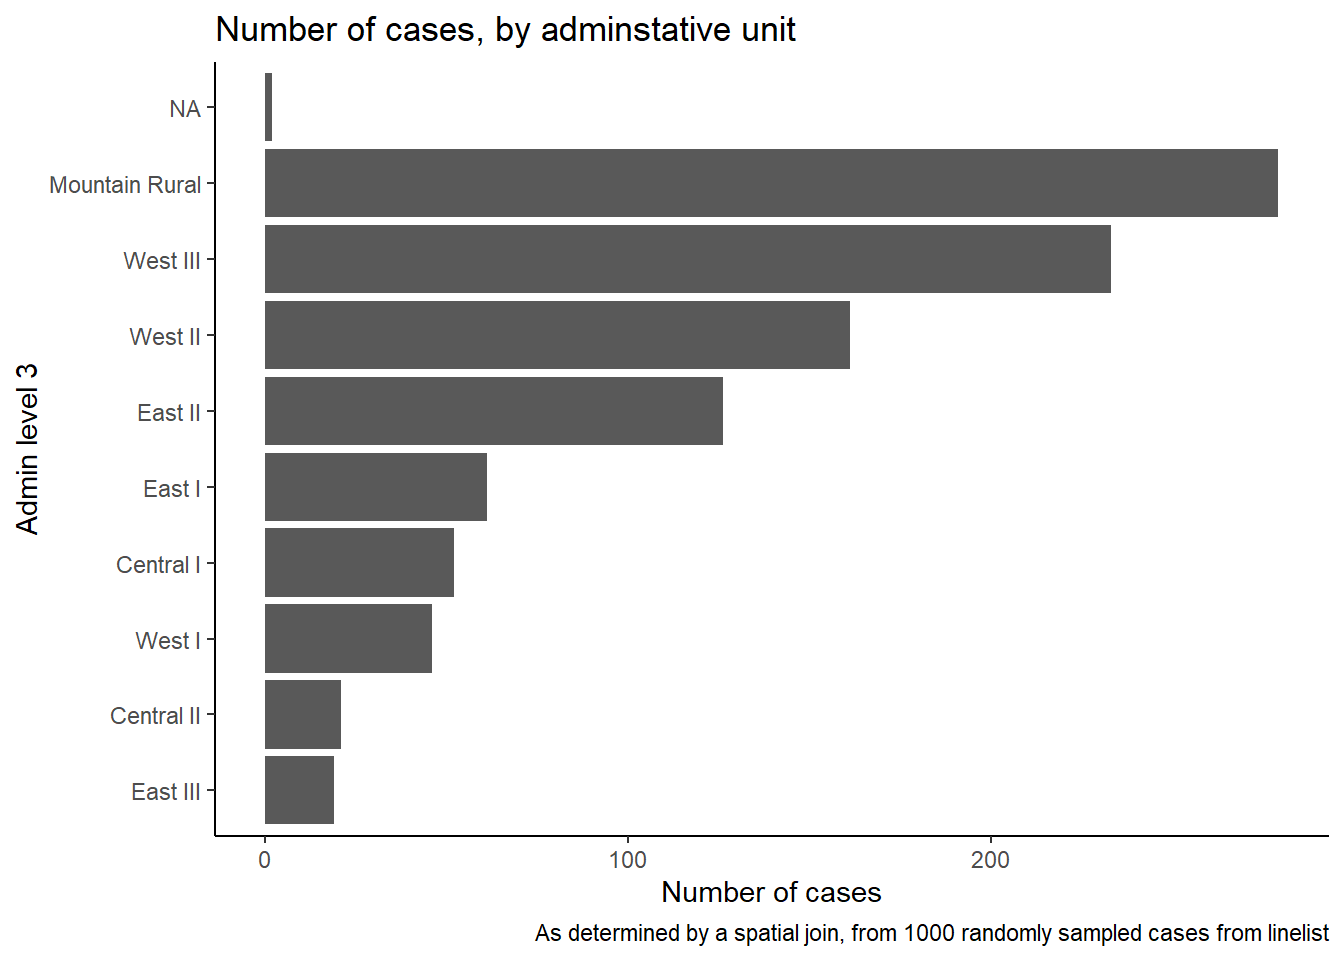 Number of cases, by adminstative unit
NA
Mountain Rural
West III
West II
East II
East I
Central I
West I
Central II
East III
Admin level 3
0 100 200
Number of cases
As determined by a spatial join, from 1000 randomly sampled cases from linelist